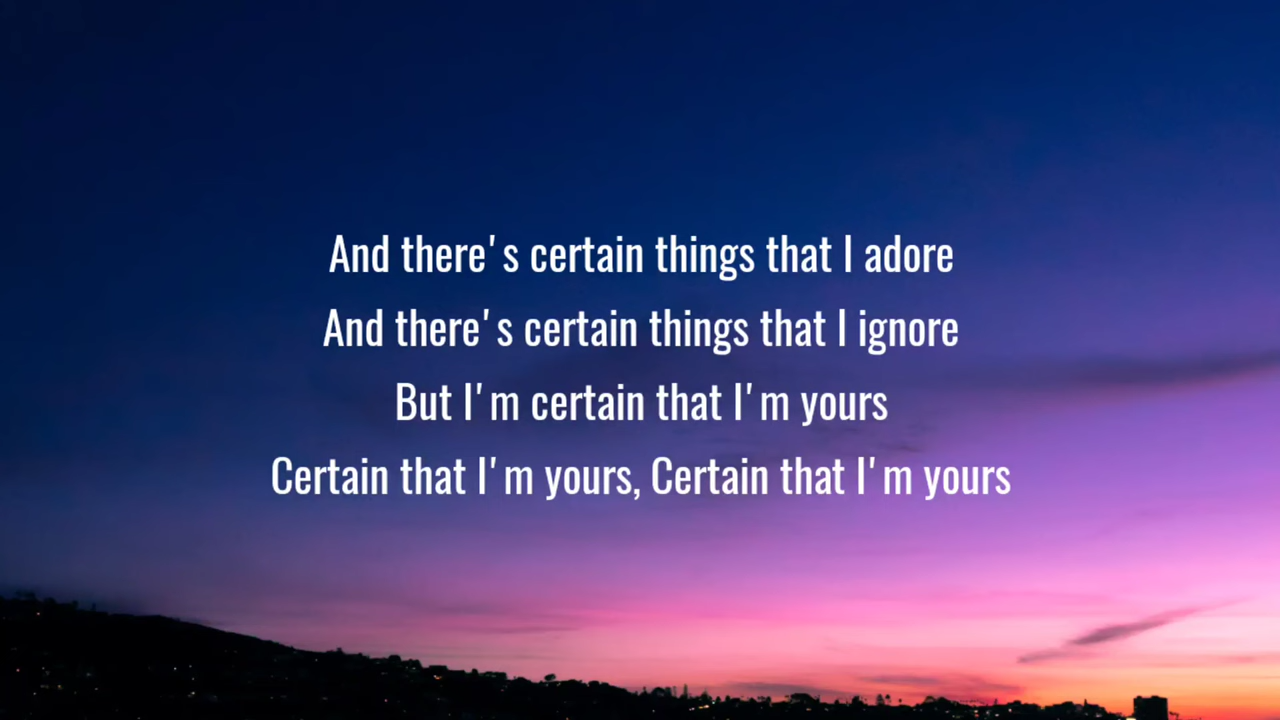 And there's certain things that I adore
And there's certain things that I ignore
But I'm certain that I'm yours
Certain that I'm yours, Certain that I'm yours